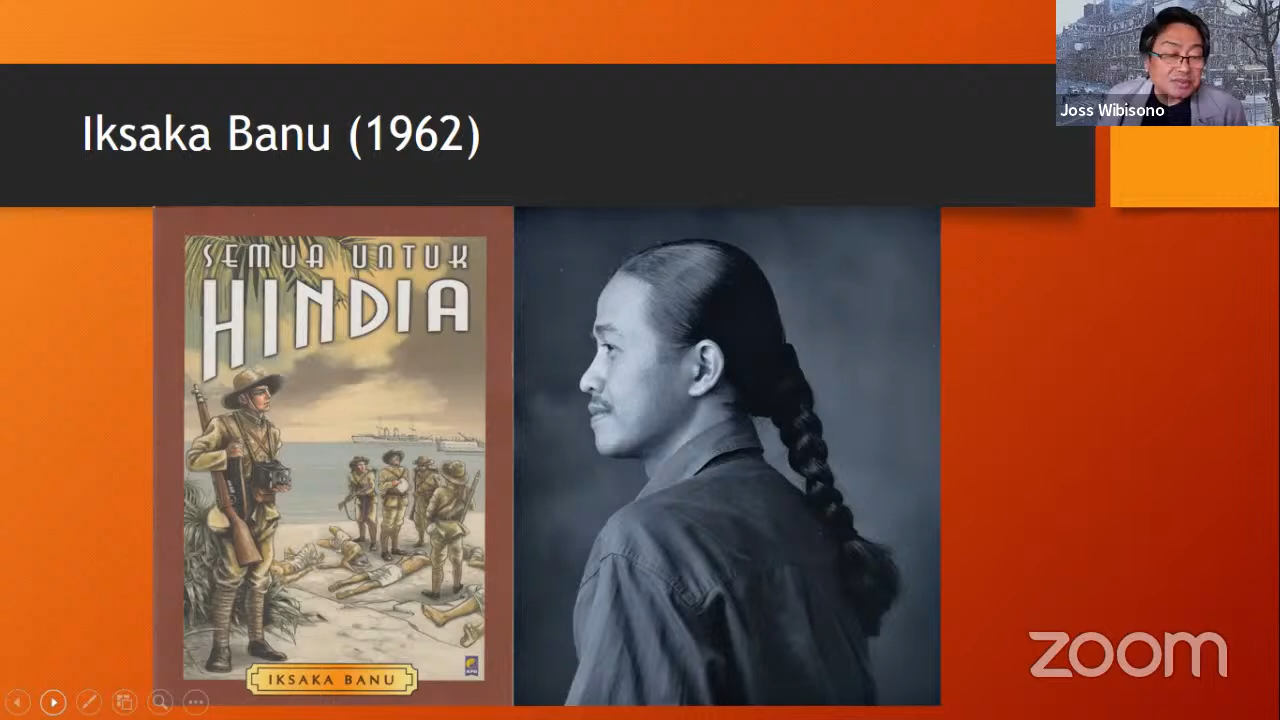 Iksaka Banu (1962)
Joss Wibisono
SEMUA UNTUK
HINDIA
IKSAKA BANU
zoom